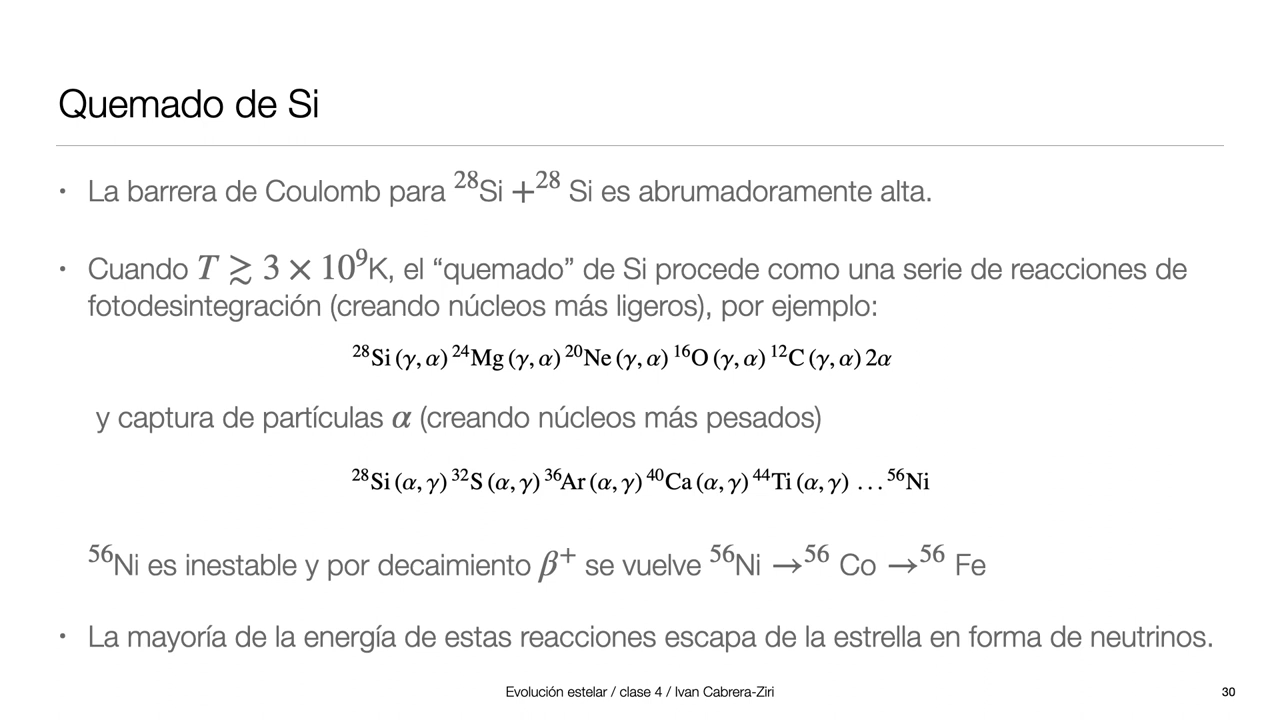 Quemado de Si
• La barrera de Coulomb para ²⁸Si +²⁸ Si es abrumadoramente alta.
• Cuando T ≳ 3 × 10⁹K, el “quemado” de Si procede como una serie de reacciones de
fotodesintegración (creando núcleos más ligeros), por ejemplo:
²⁸Si (γ, α) ²⁴Mg (γ, α) ²⁰Ne (γ, α) ¹⁶O (γ, α) ¹²C (γ, α) 2α
y captura de partículas α (creando núcleos más pesados)
²⁸Si (α, γ) ³²S (α, γ) ³⁶Ar (α, γ) ⁴⁰Ca (α, γ) ⁴⁴Ti (α, γ) …⁵⁶Ni
⁵⁶Ni es inestable y por decaimiento β⁺ se vuelve ⁵⁶Ni →⁵⁶ Co →⁵⁶ Fe
• La mayoría de la energía de estas reacciones escapa de la estrella en forma de neutrinos.
Evolución estelar / clase 4 / Ivan Cabrera-Ziri
30